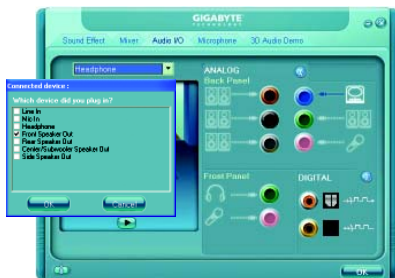 GIGABYTE
TECHNOLOGY
Sound Effect Mixer Audio I/O Microphone 3D Audio Demo
Headphone
ANALOG
Back Panel
Connected device :
Which device did you plug in?
Line In
Mic In
Headphone
Front Speaker Out
Rear Speaker Out
Center/Subwoofer Speaker Out
Side Speaker Out
OK Cancel
Front Panel
DIGITAL
OK